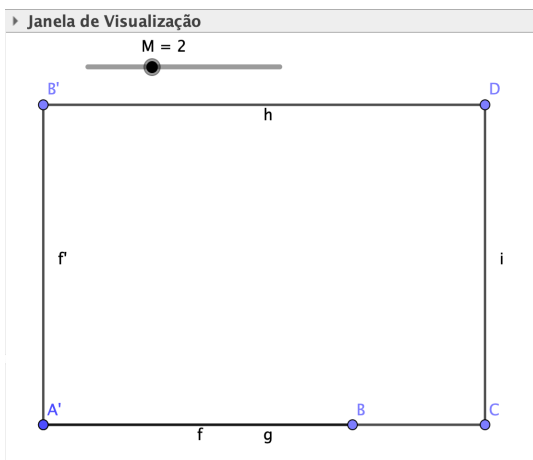 Janela de Visualização
M = 2
B' D
h
f' i
A' B C
f g